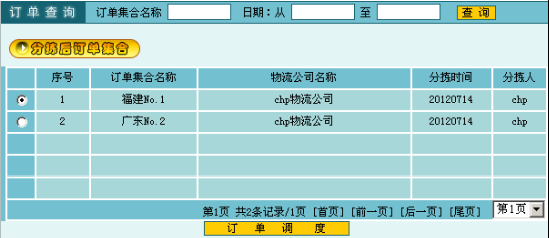 订单查询 订单集合名称 日期:从 至 查 询
分拣后订单集合
序号 订单集合名称 物流公司名称 分拣时间 分拣人
1 福建No.1 chp物流公司 20120714 chp
2 广东No.2 chp物流公司 20120714 chp
第1页 共2条记录/1页 [首页] [前一页] [后一页] [尾页] 第1页
订 单 调 度